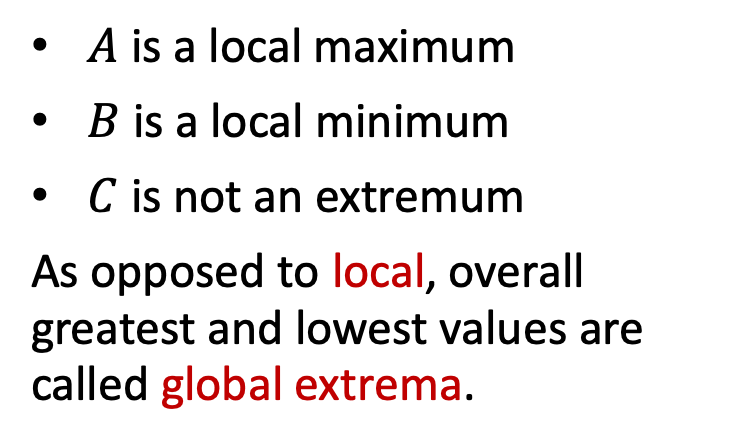 • A is a local maximum
• B is a local minimum
• C is not an extremum
As opposed to local, overall
greatest and lowest values are
called global extrema.